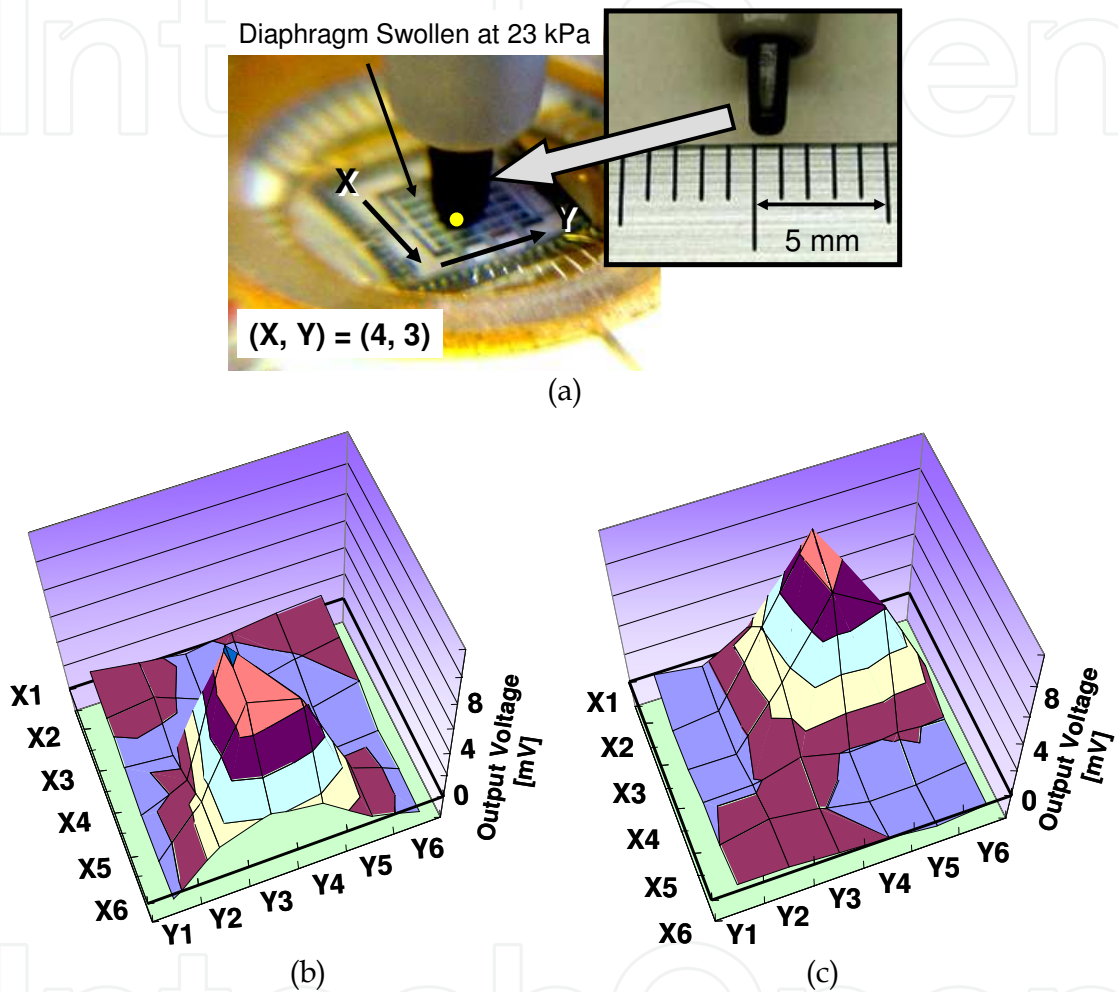 Diaphragm Swollen at 23 kPa
X
Y
5 mm
(X, Y) = (4, 3)
(a)
X1
X2
X3
X4
X5
X6
Y1
Y2
Y3
Y4
Y5
Y6
8
4
0
Output Voltage
[mV]
(b)
X1
X2
X3
X4
X5
X6
Y1
Y2
Y3
Y4
Y5
Y6
8
4
0
Output Voltage
[mV]
(c)